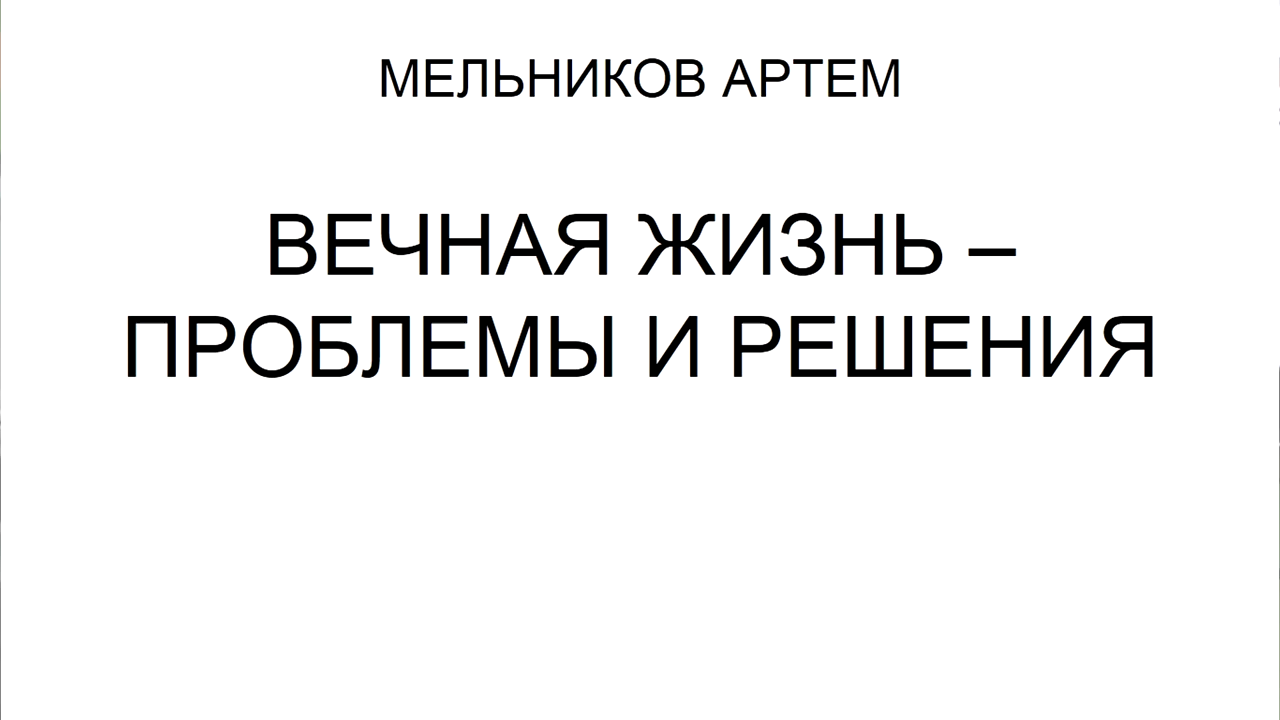 МЕЛЬНИКОВ АРТЕМ
ВЕЧНАЯ ЖИЗНЬ –
ПРОБЛЕМЫ И РЕШЕНИЯ